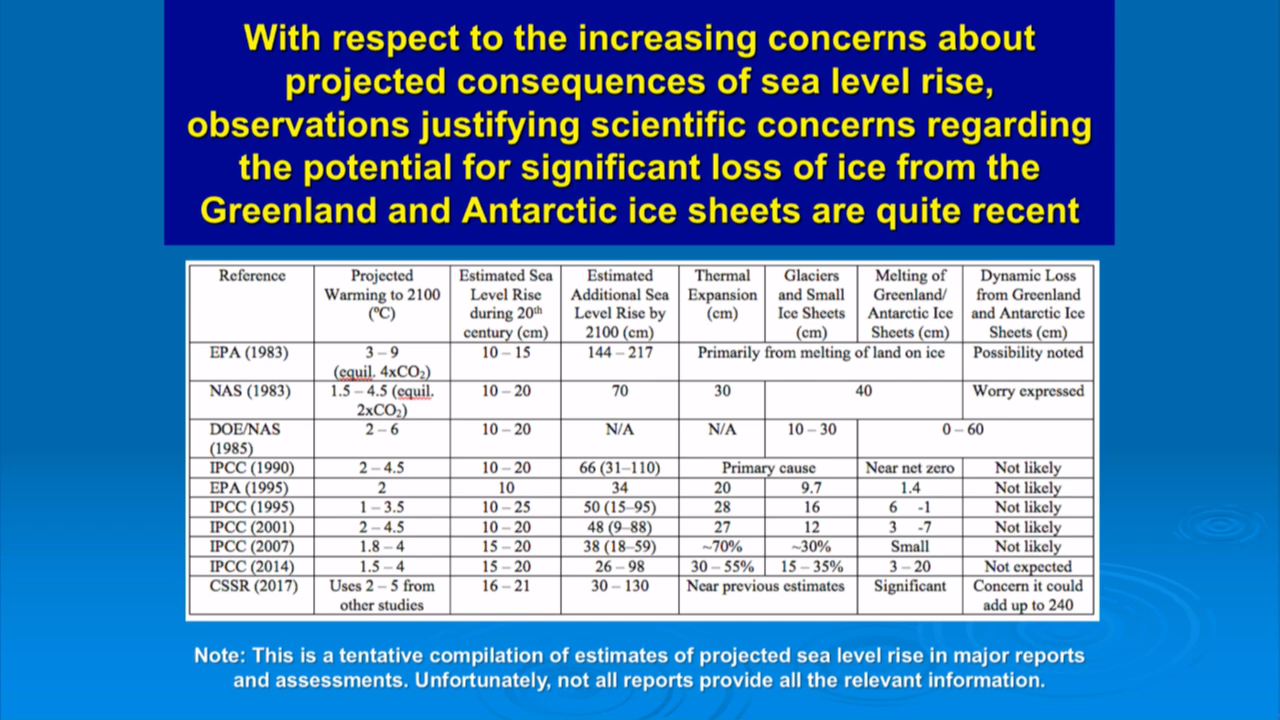 With respect to the increasing concerns about
projected consequences of sea level rise,
observations justifying scientific concerns regarding
the potential for significant loss of ice from the
Greenland and Antarctic ice sheets are quite recent
Reference | Projected Warming to 2100 (ºC) | Estimated Sea Level Rise during 20th century (cm) | Estimated Additional Sea Level Rise by 2100 (cm) | Thermal Expansion (cm) | Glaciers and Small Ice Sheets (cm) | Melting of Greenland/ Antarctic Ice Sheets (cm) | Dynamic Loss from Greenland and Antarctic Ice Sheets (cm)
EPA (1983) | 3 – 9 (equil. 4xCO₂) | 10 – 15 | 144 – 217 | Primarily from melting of land on ice | Possibility noted
NAS (1983) | 1.5 – 4.5 (equil. 2xCO₂) | 10 – 20 | 70 | 30 | 40 | Worry expressed
DOE/NAS (1985) | 2 – 6 | 10 – 20 | N/A | N/A | 10 – 30 | 0 – 60
IPCC (1990) | 2 – 4.5 | 10 – 20 | 66 (31–110) | Primary cause | Near net zero | Not likely
EPA (1995) | 2 | 10 | 34 | 20 | 9.7 | 1.4 | Not likely
IPCC (1995) | 1 – 3.5 | 10 – 25 | 50 (15–95) | 28 | 16 | 6 -1 | Not likely
IPCC (2001) | 2 – 4.5 | 10 – 20 | 48 (9–88) | 27 | 12 | 3 -7 | Not likely
IPCC (2007) | 1.8 – 4 | 15 – 20 | 38 (18–59) | ~70% | ~30% | Small | Not likely
IPCC (2014) | 1.5 – 4 | 15 – 20 | 26 – 98 | 30 – 55% | 15 – 35% | 3 – 20 | Not expected
CSSR (2017) | Uses 2 – 5 from other studies | 16 – 21 | 30 – 130 | Near previous estimates | Significant | Concern it could add up to 240
Note: This is a tentative compilation of estimates of projected sea level rise in major reports
and assessments. Unfortunately, not all reports provide all the relevant information.